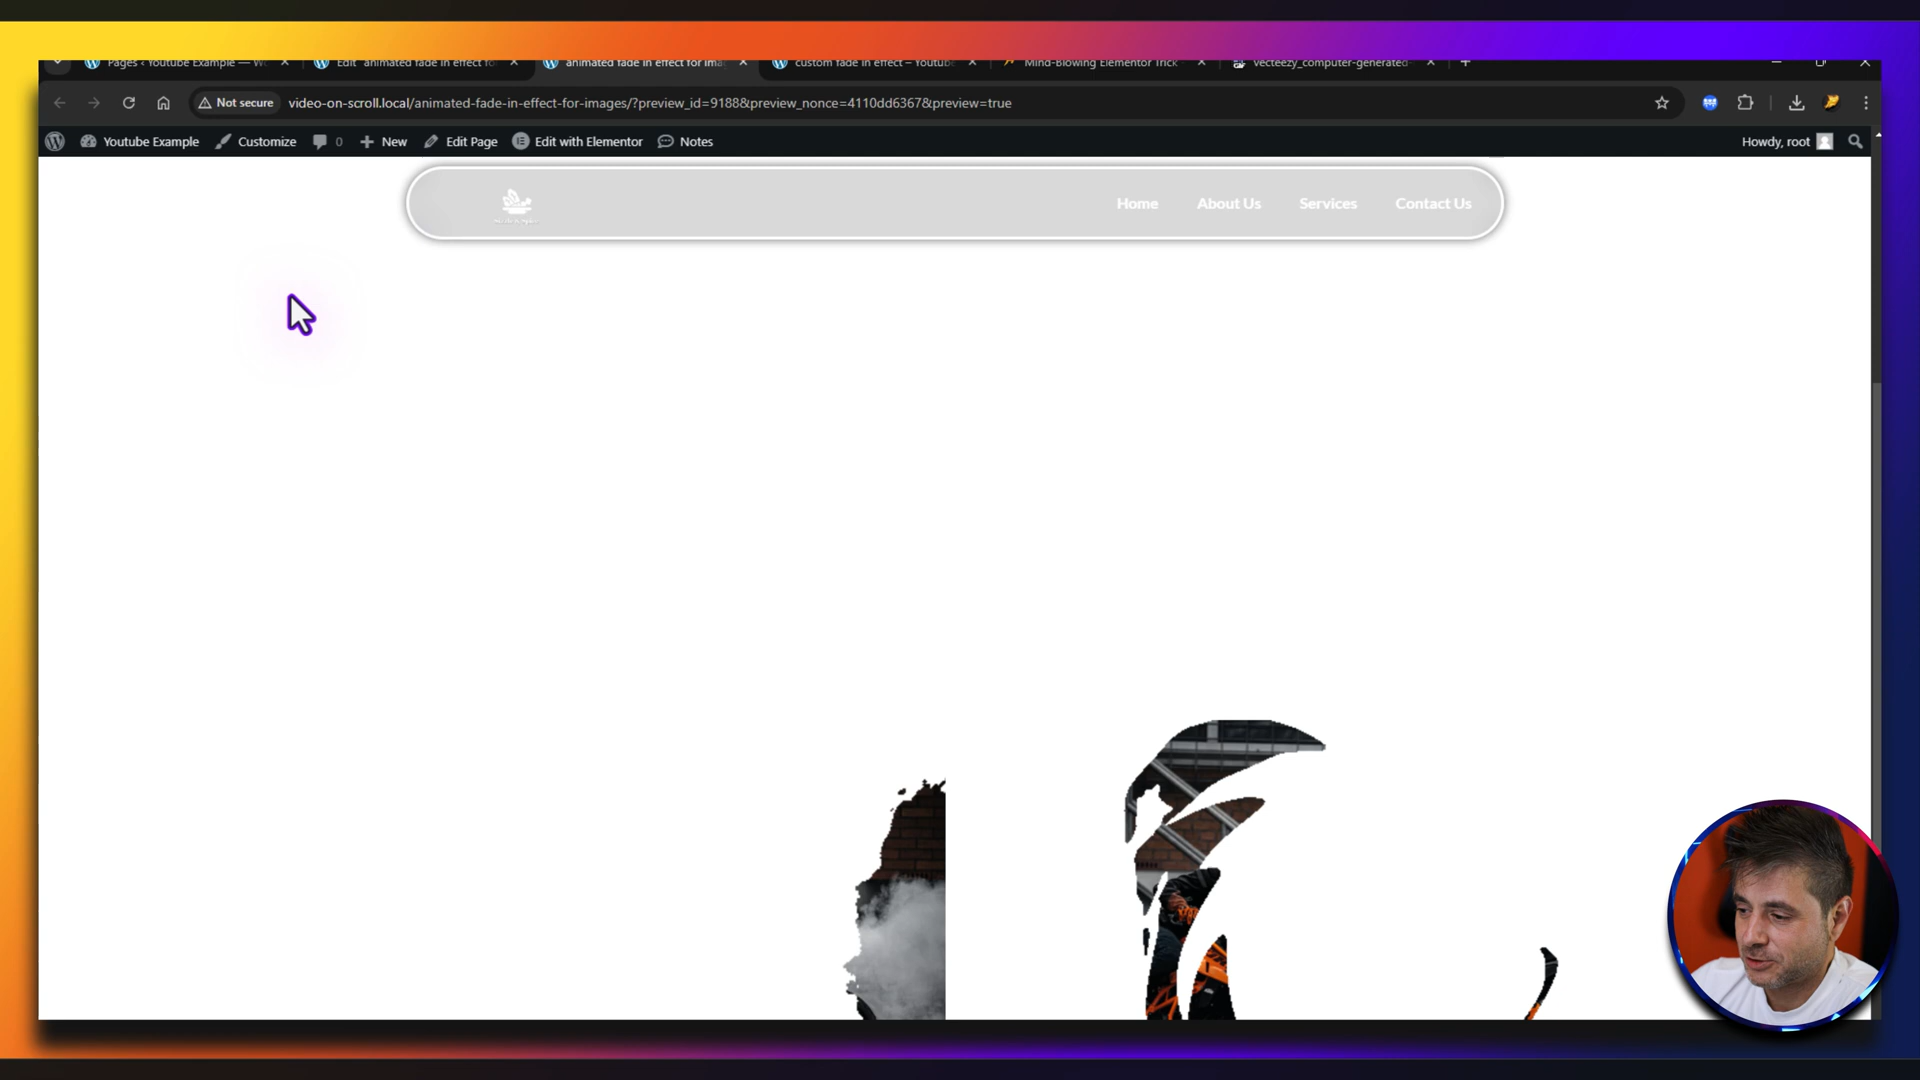 Pages ‹ Youtube Example — W
Edit "animated fade in effect fo
animated fade in effect for ima
custom fade in effect – Youtube
Mind-Blowing Elementor Trick
vecteezy_computer-generated-
Not secure
video-on-scroll.local/animated-fade-in-effect-for-images/?preview_id=9188&preview_nonce=4110dd6367&preview=true
Youtube Example
Customize
0
New
Edit Page
Edit with Elementor
Notes
Howdy, root
Home
About Us
Services
Contact Us